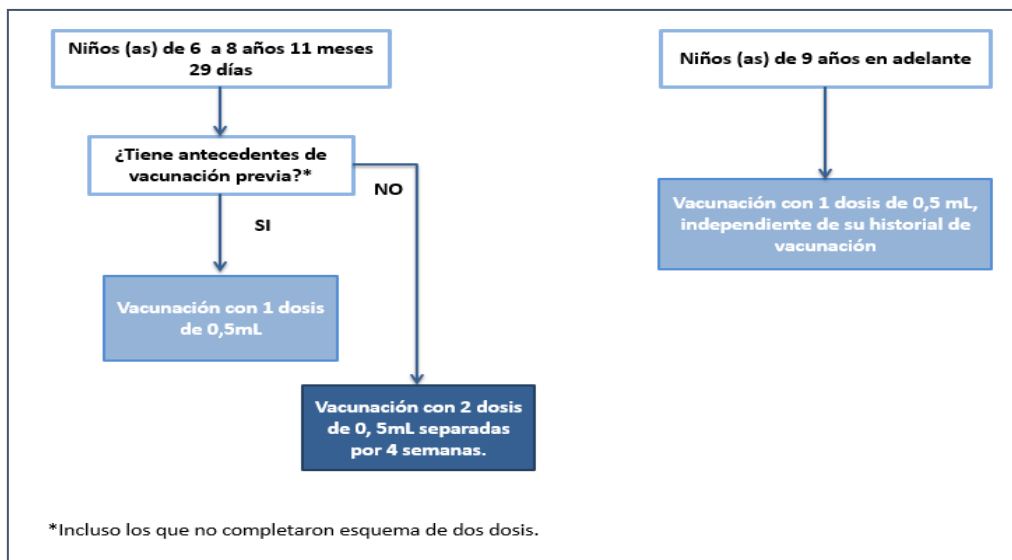 Niños (as) de 6 a 8 años 11 meses
29 días
¿Tiene antecedentes de
vacunación previa?*
NO
SI
Vacunación con 1 dosis
de 0,5mL
Vacunación con 2 dosis
de 0, 5mL separadas
por 4 semanas.
Niños (as) de 9 años en adelante
Vacunación con 1 dosis de 0,5 mL,
independiente de su historial de
vacunación
*Incluso los que no completaron esquema de dos dosis.